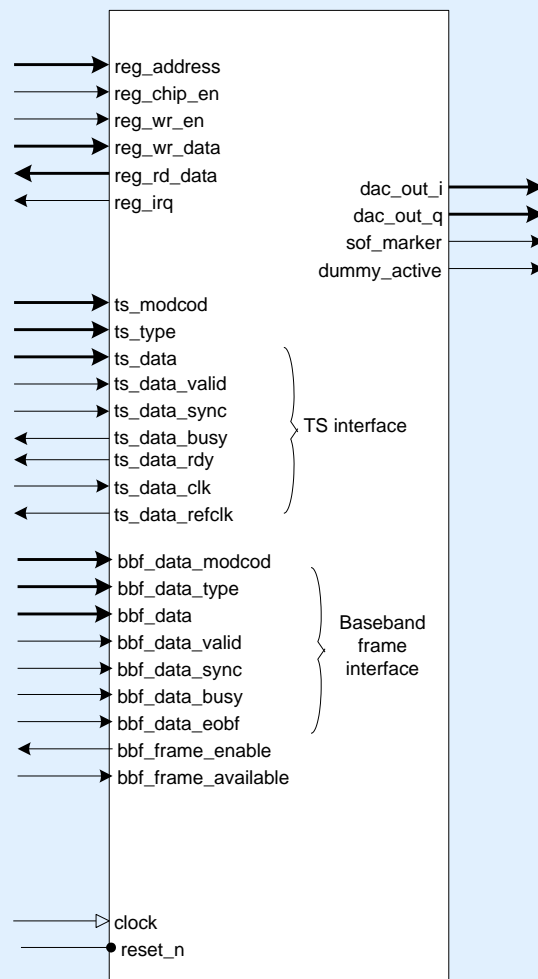 reg_address
reg_chip_en
reg_wr_en
reg_wr_data
reg_rd_data
reg_irq
dac_out_i
dac_out_q
sof_marker
dummy_active
ts_modcod
ts_type
ts_data
ts_data_valid
ts_data_sync
ts_data_busy
ts_data_rdy
ts_data_clk
ts_data_refclk
TS interface
bbf_data_modcod
bbf_data_type
bbf_data
bbf_data_valid
bbf_data_sync
bbf_data_busy
bbf_data_eobf
bbf_frame_enable
bbf_frame_available
Baseband
frame
interface
clock
reset_n